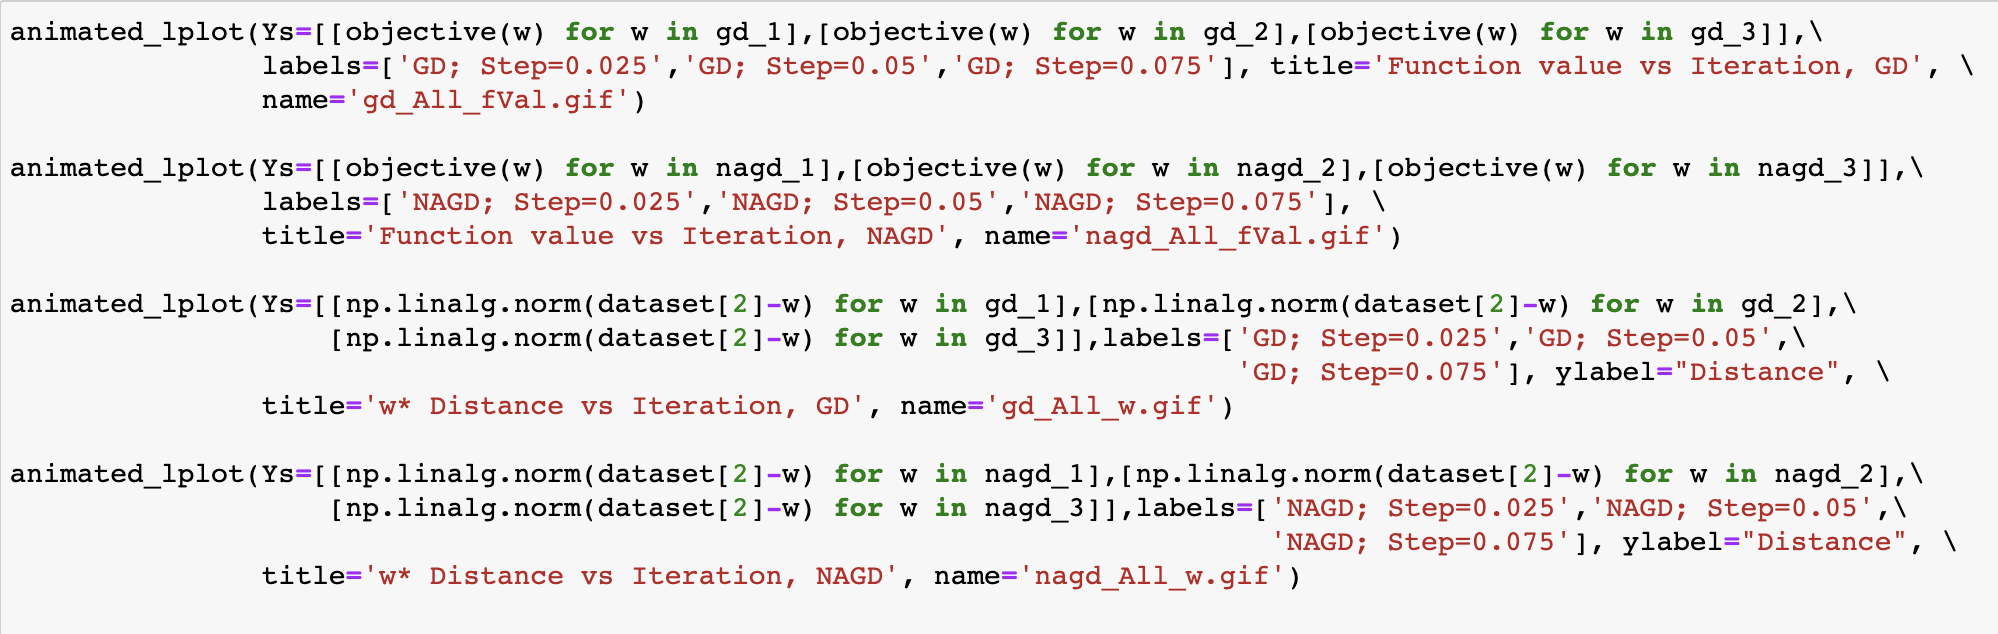 animated_lplot(Ys=[[objective(w) for w in gd_1],[objective(w) for w in gd_2],[objective(w) for w in gd_3]],\
labels=['GD; Step=0.025','GD; Step=0.05','GD; Step=0.075'], title='Function value vs Iteration, GD', \
name='gd_All_fVal.gif')
animated_lplot(Ys=[[objective(w) for w in nagd_1],[objective(w) for w in nagd_2],[objective(w) for w in nagd_3]],\
labels=['NAGD; Step=0.025','NAGD; Step=0.05','NAGD; Step=0.075'], \
title='Function value vs Iteration, NAGD', name='nagd_All_fVal.gif')
animated_lplot(Ys=[[np.linalg.norm(dataset[2]-w) for w in gd_1],[np.linalg.norm(dataset[2]-w) for w in gd_2],\
[np.linalg.norm(dataset[2]-w) for w in gd_3]],labels=['GD; Step=0.025','GD; Step=0.05',\
'GD; Step=0.075'], ylabel="Distance", \
title='w* Distance vs Iteration, GD', name='gd_All_w.gif')
animated_lplot(Ys=[[np.linalg.norm(dataset[2]-w) for w in nagd_1],[np.linalg.norm(dataset[2]-w) for w in nagd_2],\
[np.linalg.norm(dataset[2]-w) for w in nagd_3]],labels=['NAGD; Step=0.025','NAGD; Step=0.05',\
'NAGD; Step=0.075'], ylabel="Distance", \
title='w* Distance vs Iteration, NAGD', name='nagd_All_w.gif')